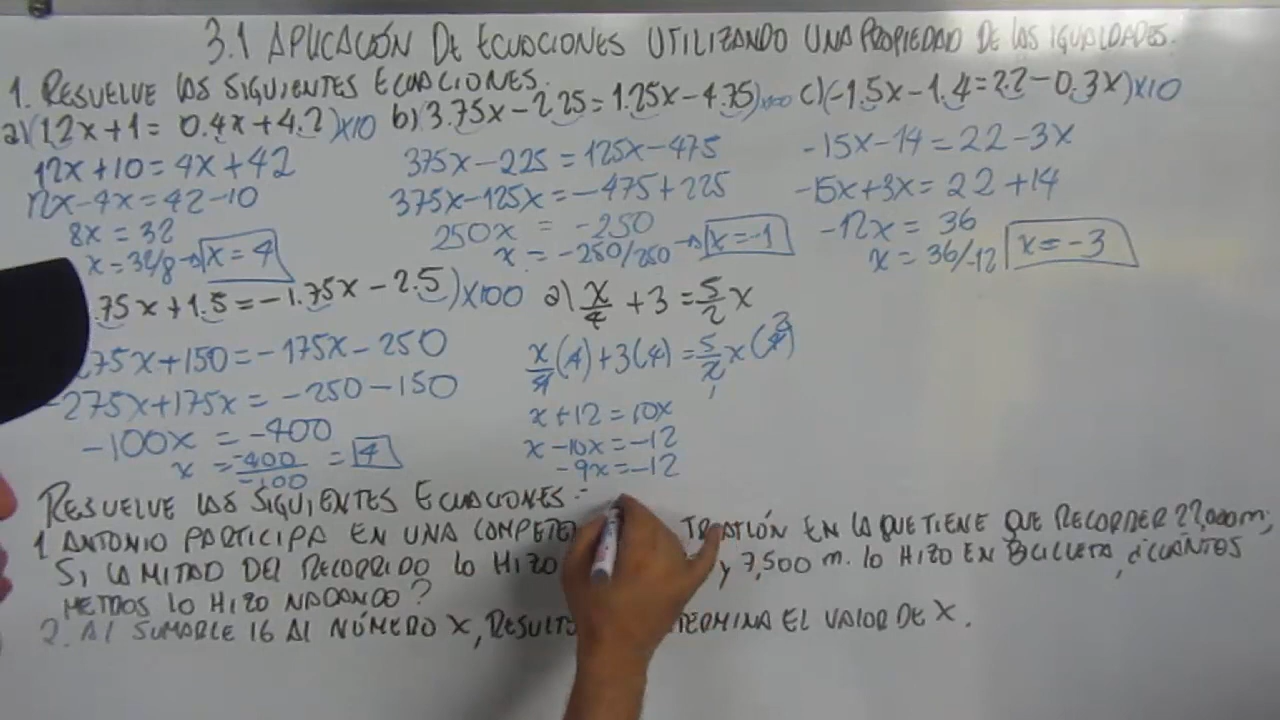 3.1 APLICACIÓN DE ECUACIONES UTILIZANDO UNA PROPIEDAD DE LAS IGUALDADES.
1. RESUELVE LAS SIGUIENTES ECUACIONES.
a) (1.2x+1 = 0.4x+4.2)x10
12x+10=4x+42
12x-4x=42-10
8x = 32
x = 32/8 → x = 4
b) 3.75x-2.25=1.25x-4.75)x100
375x-225=125x-475
375x-125x=-475+225
250x = -250
x = -250/250 → x=-1
c) (-1.5x-1.4=2.2-0.3x)x10
-15x-14=22-3x
-15x+3x=22+14
-12x = 36
x = 36/-12 x=-3
.75x+1.5=-1.75x-2.5)x100
275x+150=-175x-250
-275x+175x=-250-150
-100x = -400
x = -400/-100 = 4
a) x/4 + 3 = 5/2 x
x/4 (4)+3(4)=5/2 x (4) 2
1
x+12=10x
x-10x=-12
-9x=-12
RESUELVE LAS SIGUIENTES ECUACIONES:
1. ANTONIO PARTICIPA EN UNA COMPETE TRIATLÓN EN LA QUE TIENE QUE RECORRER 22,000m;
SI LA MITAD DEL RECORRIDO LO HIZO Y 7,500 m. LO HIZO EN BICICLETA, ¿CUÁNTOS
METROS LO HIZO NADANDO?
2. AL SUMARLE 16 AL NÚMERO X, RESULTO TERMINA EL VALOR DE X.